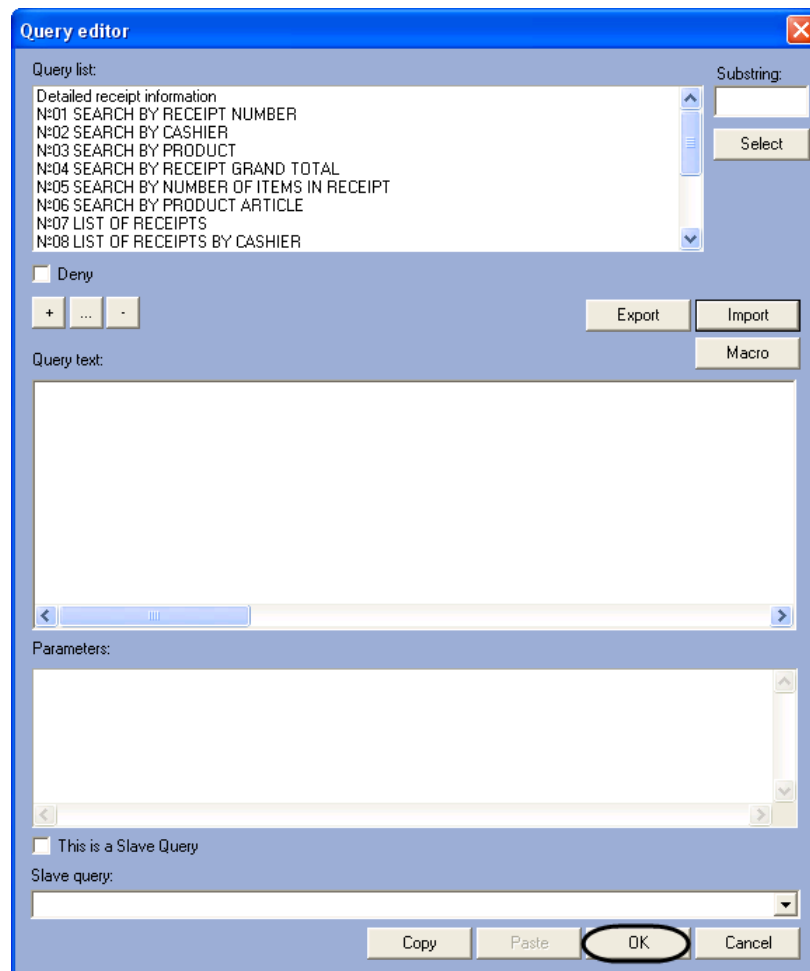 Query editor
Query list:
Substring:
Detailed receipt information
№01 SEARCH BY RECEIPT NUMBER
№02 SEARCH BY CASHIER
№03 SEARCH BY PRODUCT
№04 SEARCH BY RECEIPT GRAND TOTAL
№05 SEARCH BY NUMBER OF ITEMS IN RECEIPT
№06 SEARCH BY PRODUCT ARTICLE
№07 LIST OF RECEIPTS
№08 LIST OF RECEIPTS BY CASHIER
Select
Deny
+ ... - Export Import
Macro
Query text:
Parameters:
This is a Slave Query
Slave query:
Copy Paste OK Cancel